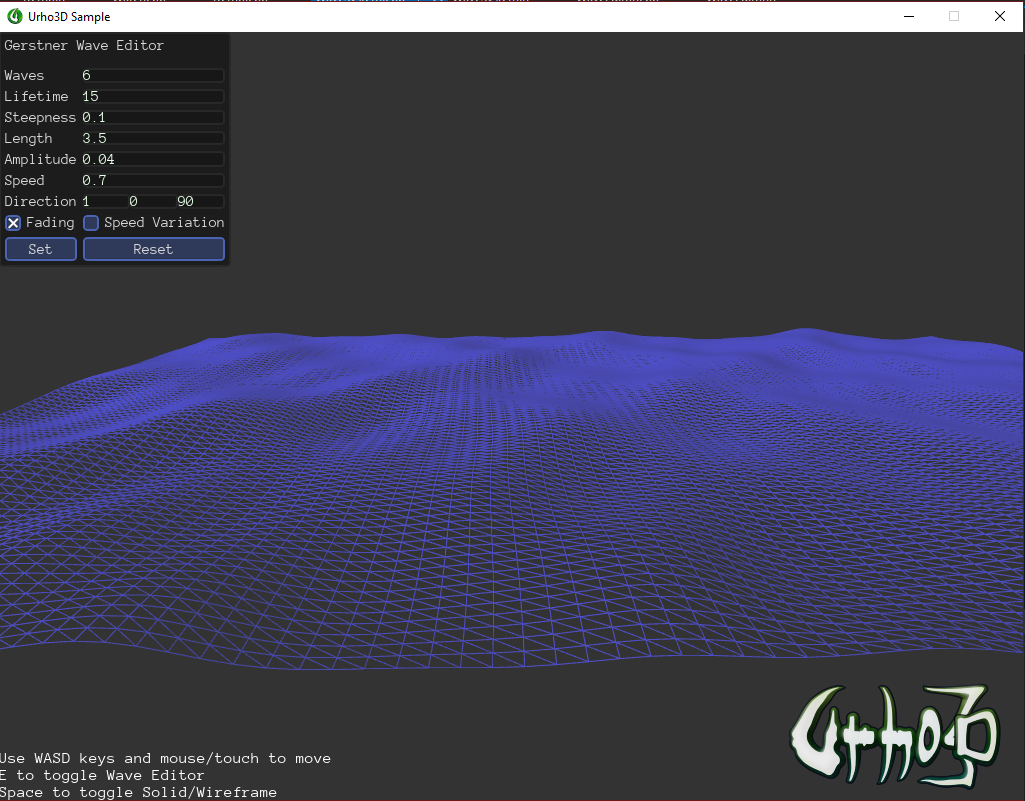 Urho3D Sample
Gerstner Wave Editor
Waves 6
Lifetime 15
Steepness 0.1
Length 3.5
Amplitude 0.04
Speed 0.7
Direction 1 0 90
Fading Speed Variation
Set Reset
Urho3D
Use WASD keys and mouse/touch to move
E to toggle Wave Editor
Space to toggle Solid/Wireframe